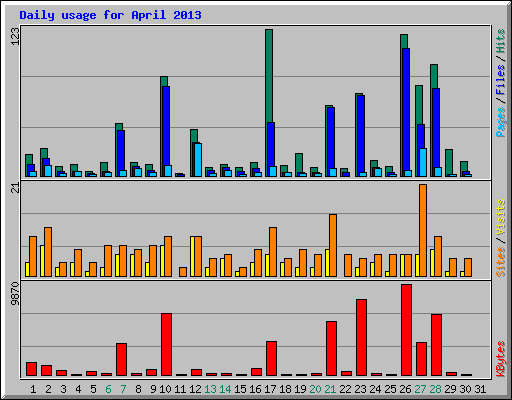 Daily usage for April 2013
123
Pages / Files / Hits
21
Sites / Visits
9870
KBytes
1 2 3 4 5 6 7 8 9 10 11 12 13 14 15 16 17 18 19 20 21 22 23 24 25 26 27 28 29 30 31